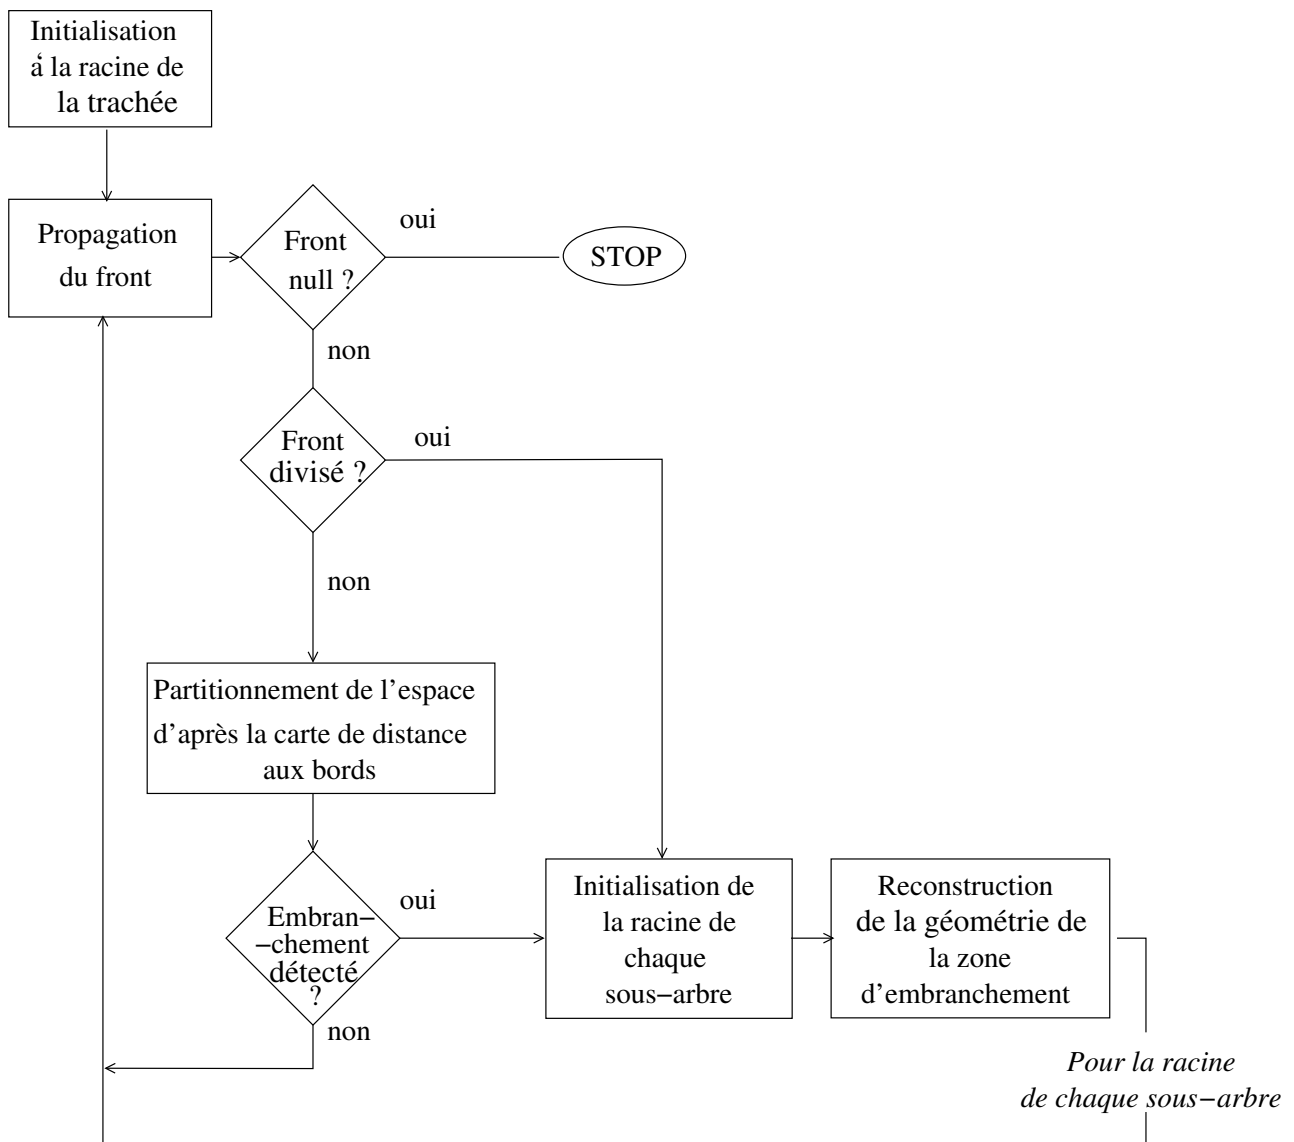 Initialisation
à la racine de
la trachée
Propagation
du front
Front
null ?
oui
STOP
non
Front
divisé ?
oui
non
Partitionnement de l'espace
d'après la carte de distance
aux bords
Embran−
−chement
détecté
?
oui
non
Initialisation de
la racine de
chaque
sous−arbre
Reconstruction
de la géométrie de
la zone
d'embranchement
Pour la racine
de chaque sous−arbre